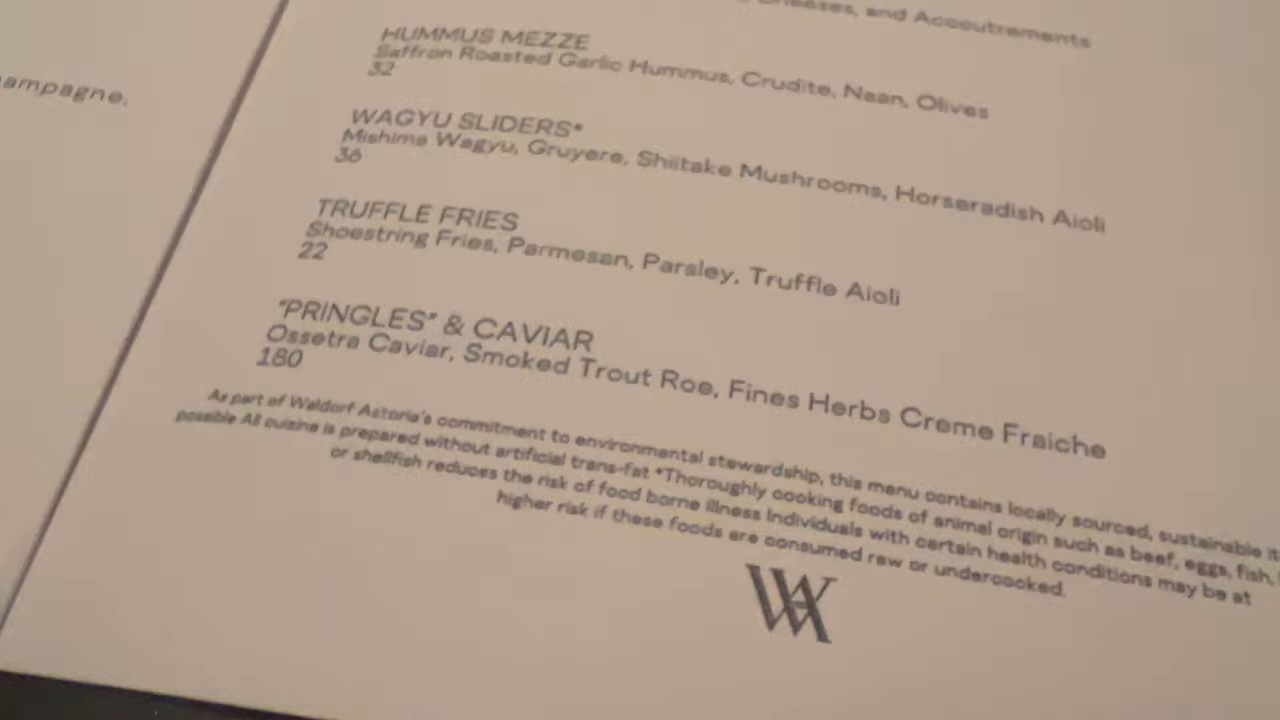 Cheeses, and Accoutrements
HUMMUS MEZZE
Saffron Roasted Garlic Hummus, Crudite, Naan, Olives
32
WAGYU SLIDERS*
Mishima Wagyu, Gruyere, Shiitake Mushrooms, Horseradish Aioli
36
TRUFFLE FRIES
Shoestring Fries, Parmesan, Parsley, Truffle Aioli
22
"PRINGLES" & CAVIAR
Ossetra Caviar, Smoked Trout Roe, Fines Herbs Creme Fraiche
180
As part of Waldorf Astoria's commitment to environmental stewardship, this menu contains locally sourced, sustainable
possible All cuisine is prepared without artificial trans-fat *Thoroughly cooking foods of animal origin such as beef, eggs, fish,
or shellfish reduces the risk of food borne illness Individuals with certain health conditions may be at
higher risk if these foods are consumed raw or undercooked.
WA